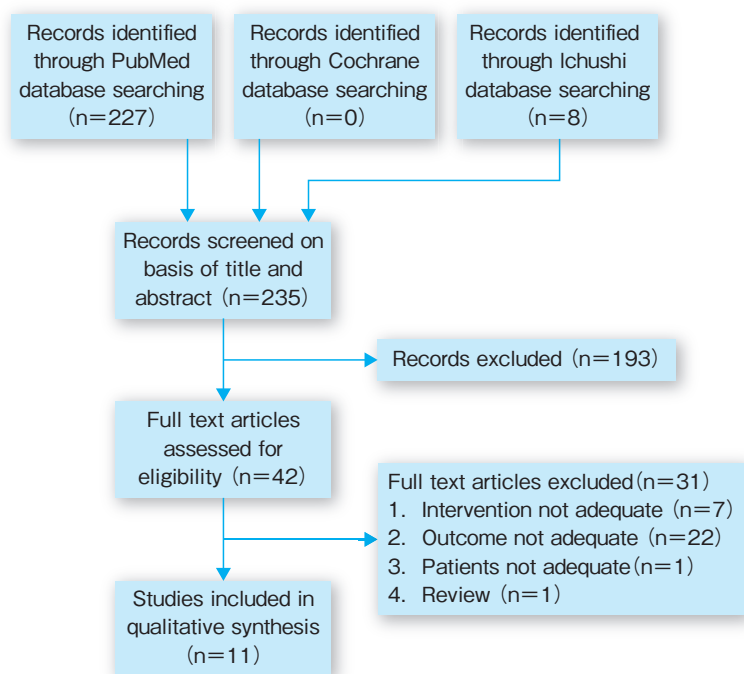 Records identified
through PubMed
database searching
(n=227)
Records identified
through Cochrane
database searching
(n=0)
Records identified
through Ichushi
database searching
(n=8)
Records screened on
basis of title and
abstract (n=235)
Records excluded (n=193)
Full text articles
assessed for
eligibility (n=42)
Full text articles excluded(n=31)
1. Intervention not adequate (n=7)
2. Outcome not adequate (n=22)
3. Patients not adequate(n=1)
4. Review (n=1)
Studies included in
qualitative synthesis
(n=11)